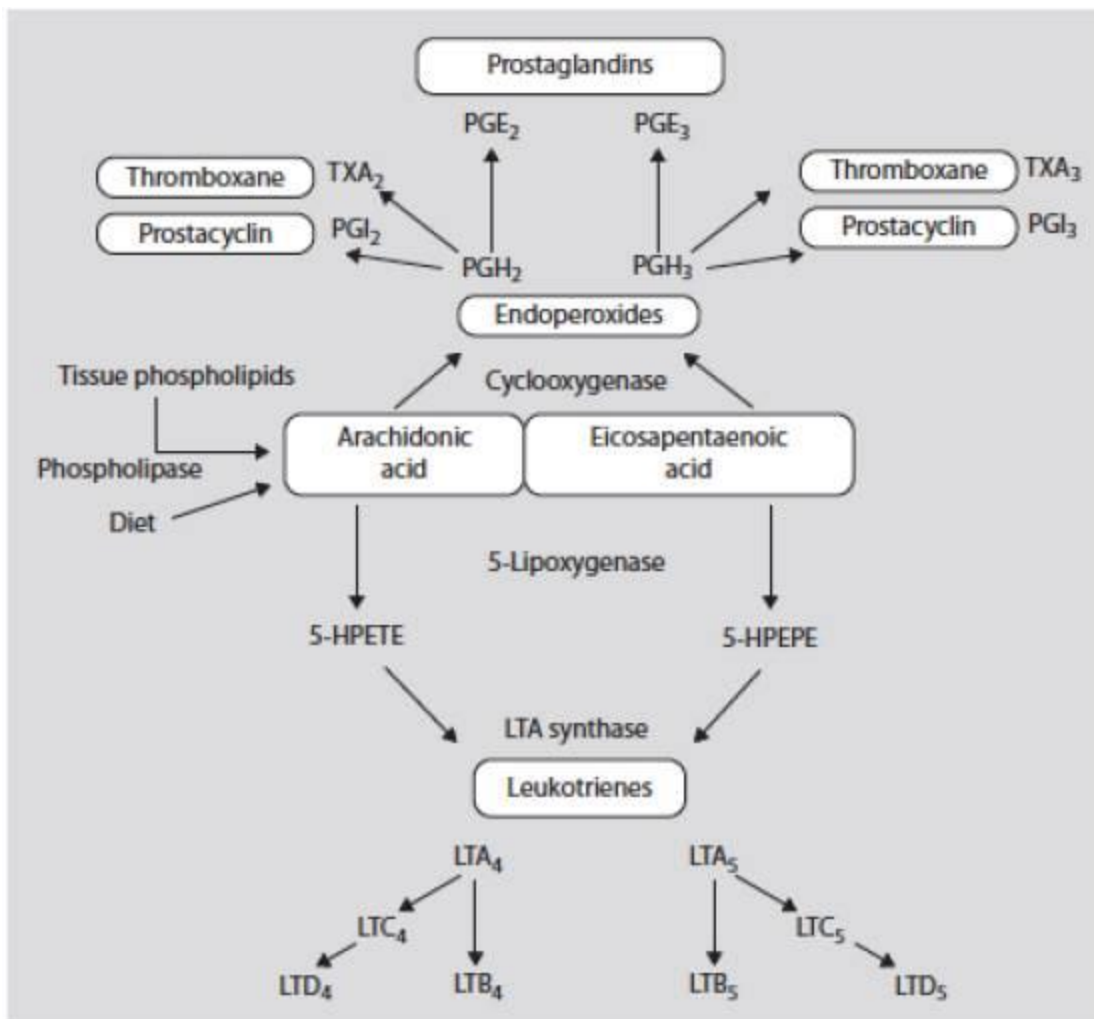 Prostaglandins
PGE₂ PGE₃
Thromboxane TXA₂ Thromboxane TXA₃
Prostacyclin PGI₂ Prostacyclin PGI₃
PGH₂ PGH₃
Endoperoxides
Tissue phospholipids
Cyclooxygenase
Arachidonic
acid
Eicosapentaenoic
acid
Phospholipase
Diet
5-Lipoxygenase
5-HPETE 5-HPEPE
LTA synthase
Leukotrienes
LTA₄ LTA₅
LTC₄ LTC₅
LTD₄ LTB₄ LTB₅ LTD₅